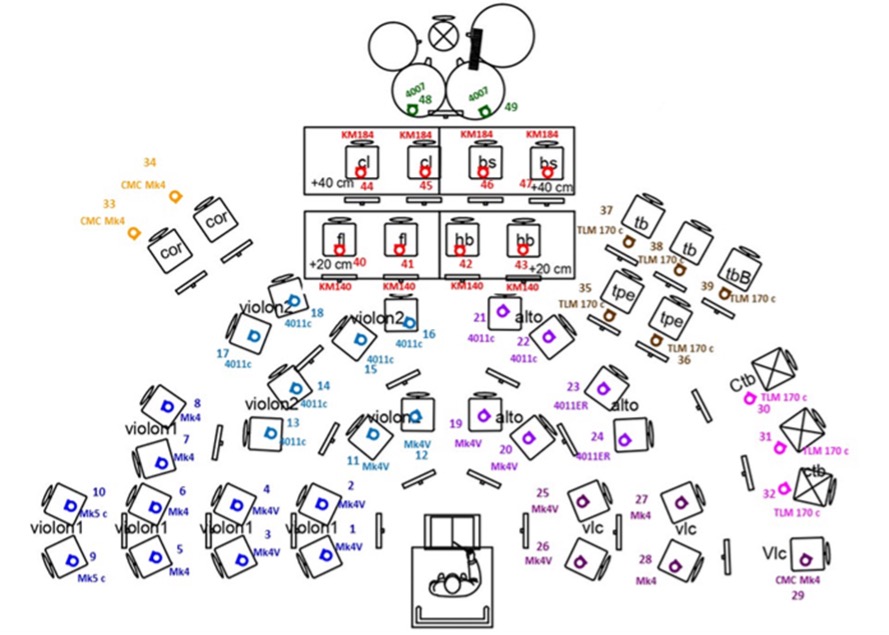 4007
48
4007
49
KM184
KM184
KM184
KM184
cl
cl
bs
bs
+40 cm
44
45
46
47
+40 cm
34
CMC Mk4
33
CMC Mk4
cor
cor
fl
fl
hb
hb
+20 cm
40
41
42
43
+20 cm
KM140
KM140
KM140
KM140
37
tb
TLM 170 c
38
tb
TLM 170 c
tbB
39
TLM 170 c
35
tpe
TLM 170 c
tpe
TLM 170 c
36
violon2
18
4011c
17
4011c
violon2
16
4011c
4011c
15
21
alto
4011c
22
4011c
14
4011c
violon2
13
4011c
violon2
Mk4V
12
11
Mk4V
19
alto
Mk4V
20
Mk4V
23
4011ER
alto
24
4011ER
Ctb
TLM 170 c
30
31
TLM 170 c
ctb
32
TLM 170 c
8
Mk4
violon1
7
Mk4
10
Mk5 c
violon1
9
Mk5 c
6
Mk4
violon1
5
Mk4
4
Mk4V
violon1
3
Mk4V
2
Mk4V
violon1
1
Mk4V
25
Mk4V
vlc
26
Mk4V
27
Mk4
vlc
28
Mk4
Vlc
CMC Mk4
29